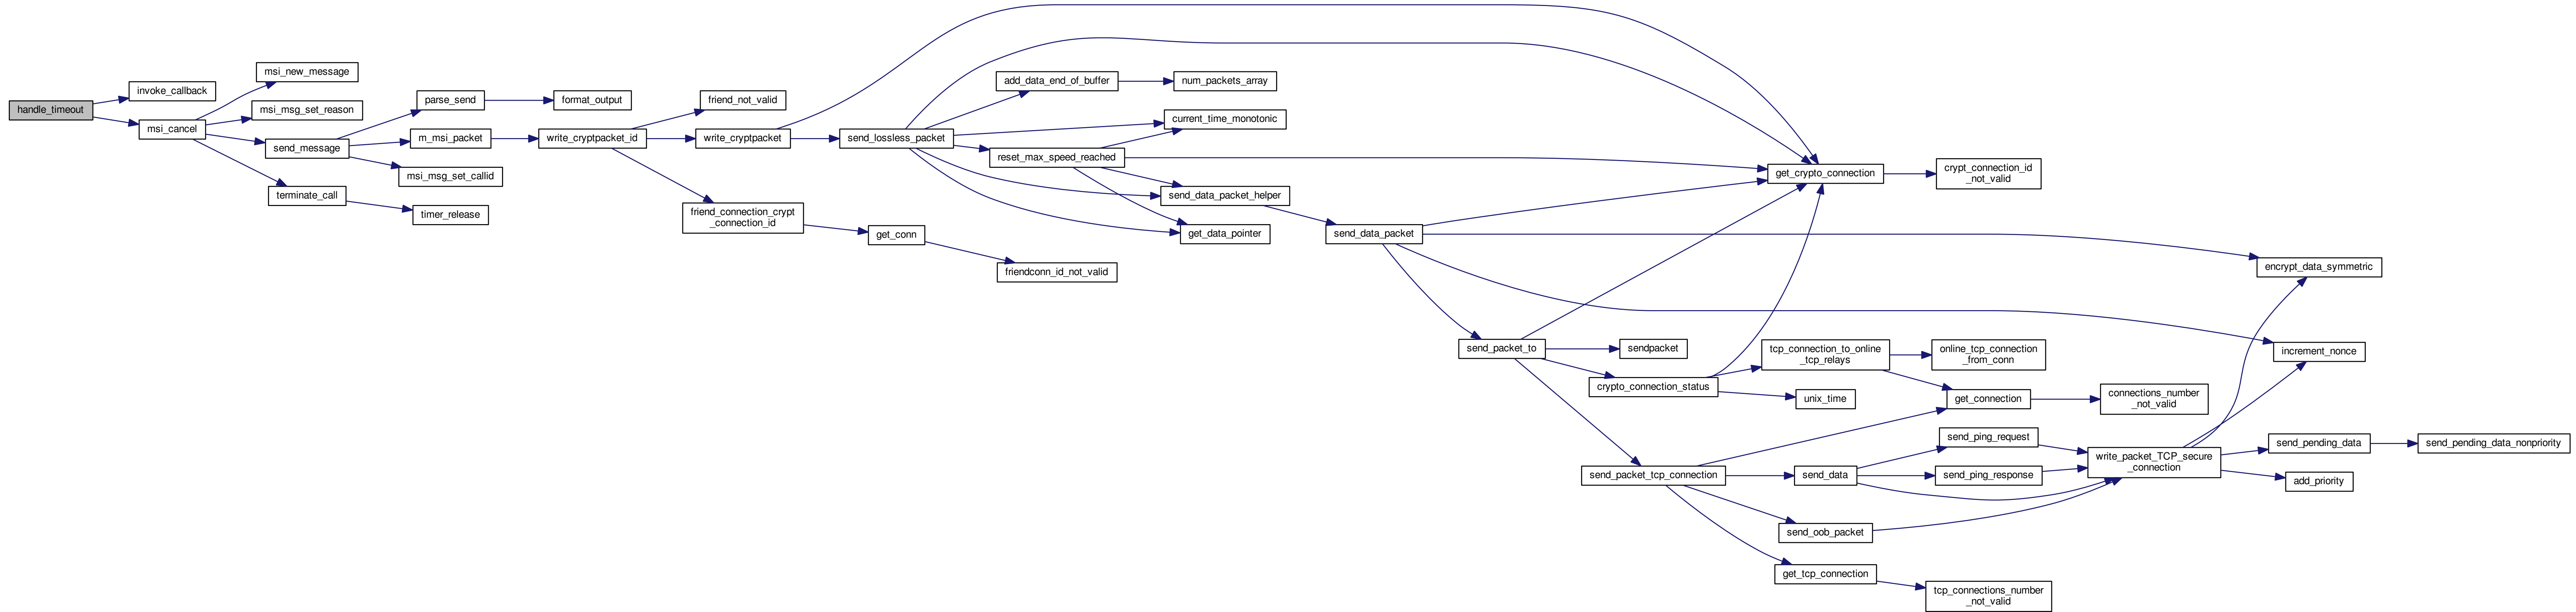 handle_timeout
invoke_callback
msi_cancel
msi_new_message
msi_msg_set_reason
send_message
terminate_call
parse_send
m_msi_packet
msi_msg_set_callid
timer_release
format_output
write_cryptpacket_id
friend_not_valid
write_cryptpacket
friend_connection_crypt
_connection_id
send_lossless_packet
get_conn
add_data_end_of_buffer
current_time_monotonic
reset_max_speed_reached
send_data_packet_helper
get_data_pointer
friendconn_id_not_valid
num_packets_array
send_data_packet
get_crypto_connection
crypt_connection_id
_not_valid
encrypt_data_symmetric
increment_nonce
send_packet_to
sendpacket
crypto_connection_status
send_packet_tcp_connection
tcp_connection_to_online
_tcp_relays
unix_time
online_tcp_connection
_from_conn
get_connection
connections_number
_not_valid
send_data
send_ping_request
send_ping_response
send_oob_packet
get_tcp_connection
tcp_connections_number
_not_valid
write_packet_TCP_secure
_connection
send_pending_data
add_priority
send_pending_data_nonpriority